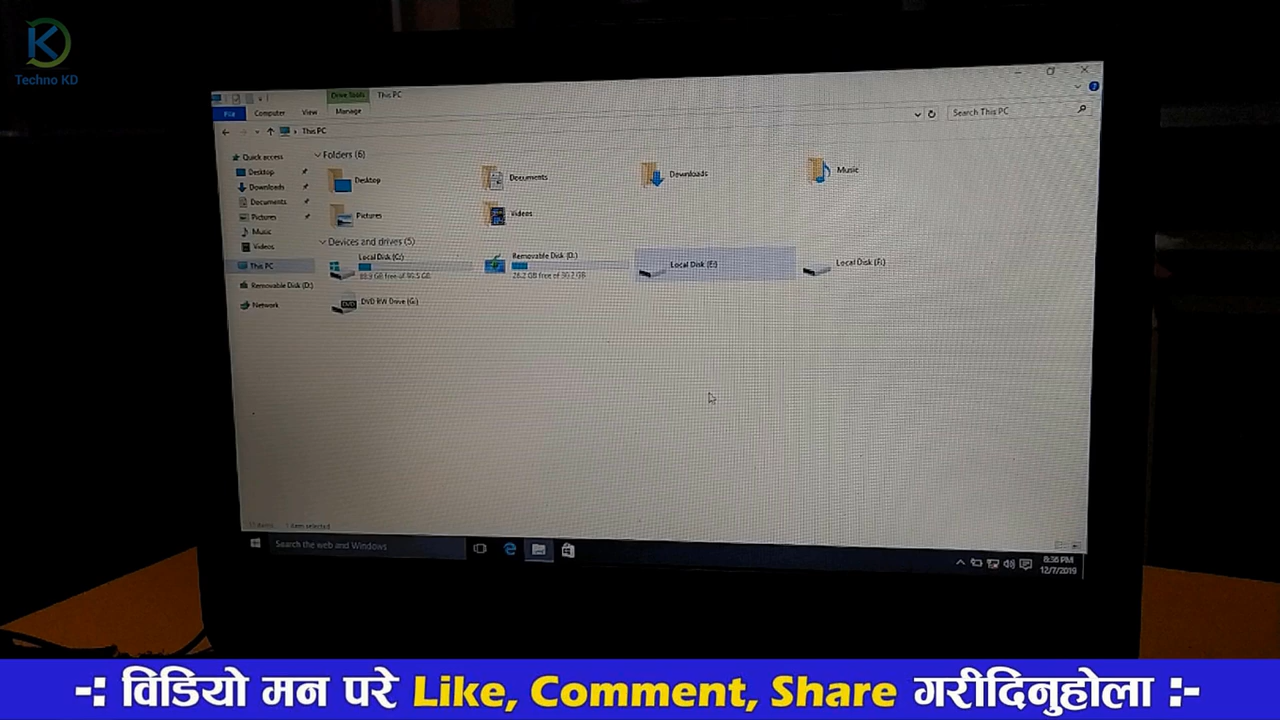 Techno KD
Drive Tools This PC
File Computer View Manage
This PC
Search This PC
Quick access
Desktop
Downloads
Documents
Pictures
Music
Videos
This PC
Removable Disk (D:)
Network
Folders (6)
Desktop Documents Downloads Music
Pictures Videos
Devices and drives (5)
Local Disk (C:) Removable Disk (D:) Local Disk (E:) Local Disk (F:)
DVD RW Drive (G:)
1 item selected
Search the web and Windows
8:36 PM
12/7/2019
-: विडियो मन परे Like, Comment, Share गरीदिनुहोला :-